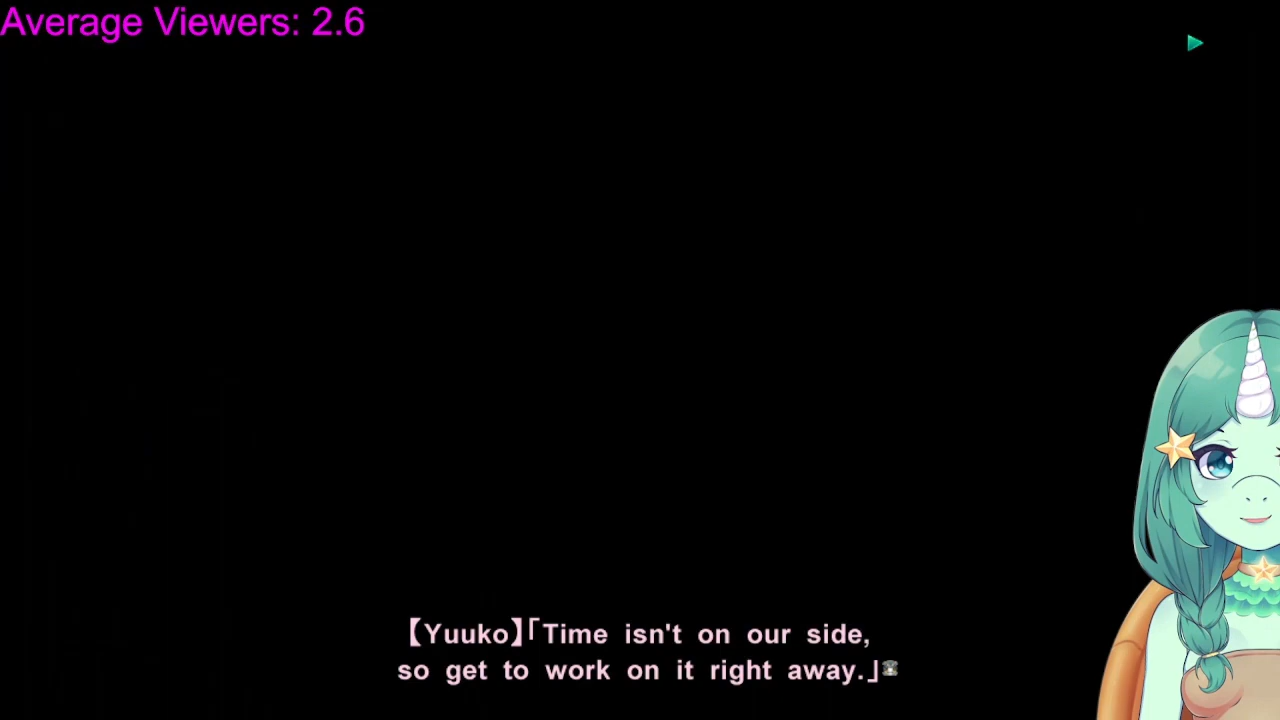 Average Viewers: 2.6
【Yuuko】「Time isn't on our side,
so get to work on it right away.」